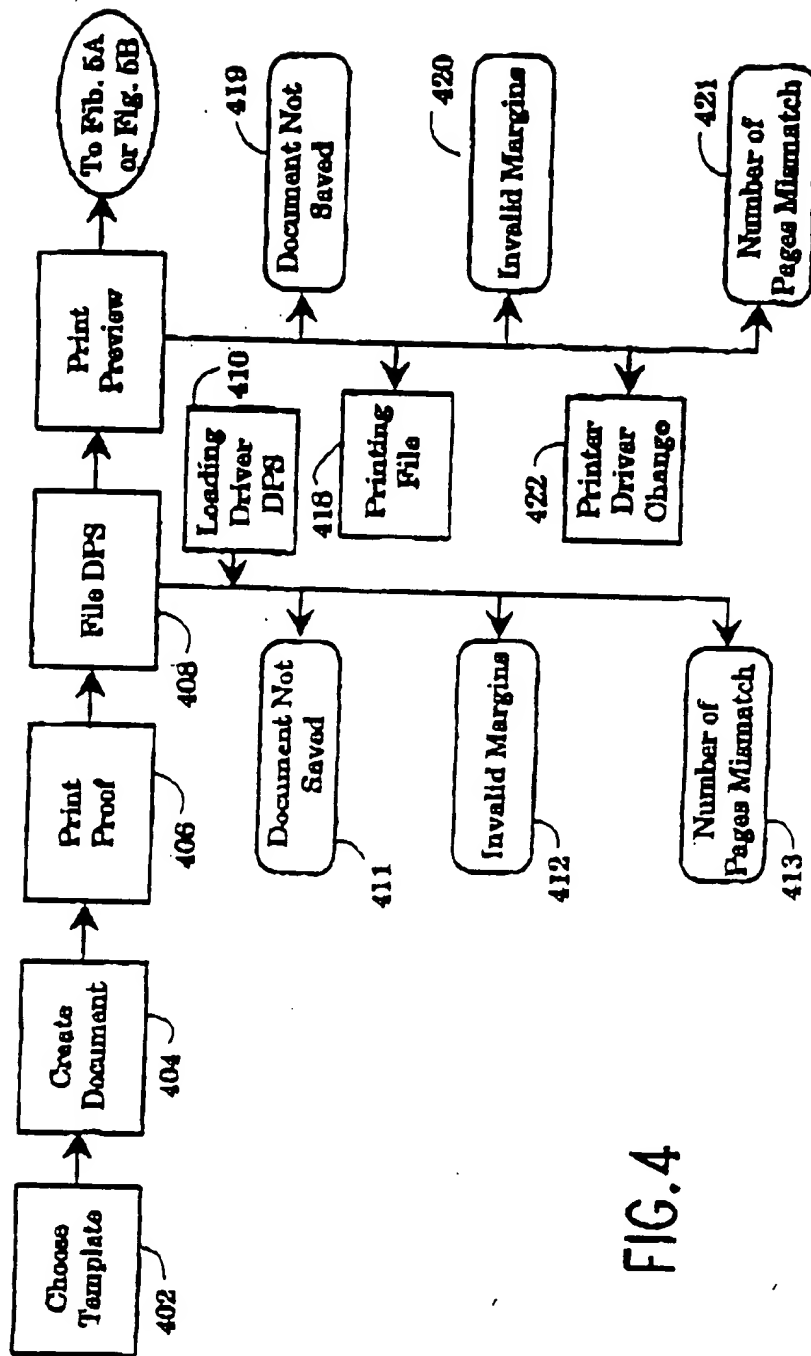 Choose
Template
402
Create
Document
404
Print
Proof
406
File DPS
408
Print
Preview
To Fib. 5A
or Fig. 5B
Loading
Driver
DPS
410
Document Not
Saved
411
Invalid Margins
412
Number of
Pages Mismatch
413
Printing
File
418
Document Not
Saved
419
Invalid Margins
420
Number of
Pages Mismatch
421
Printer
Driver
Change
422
FIG. 4